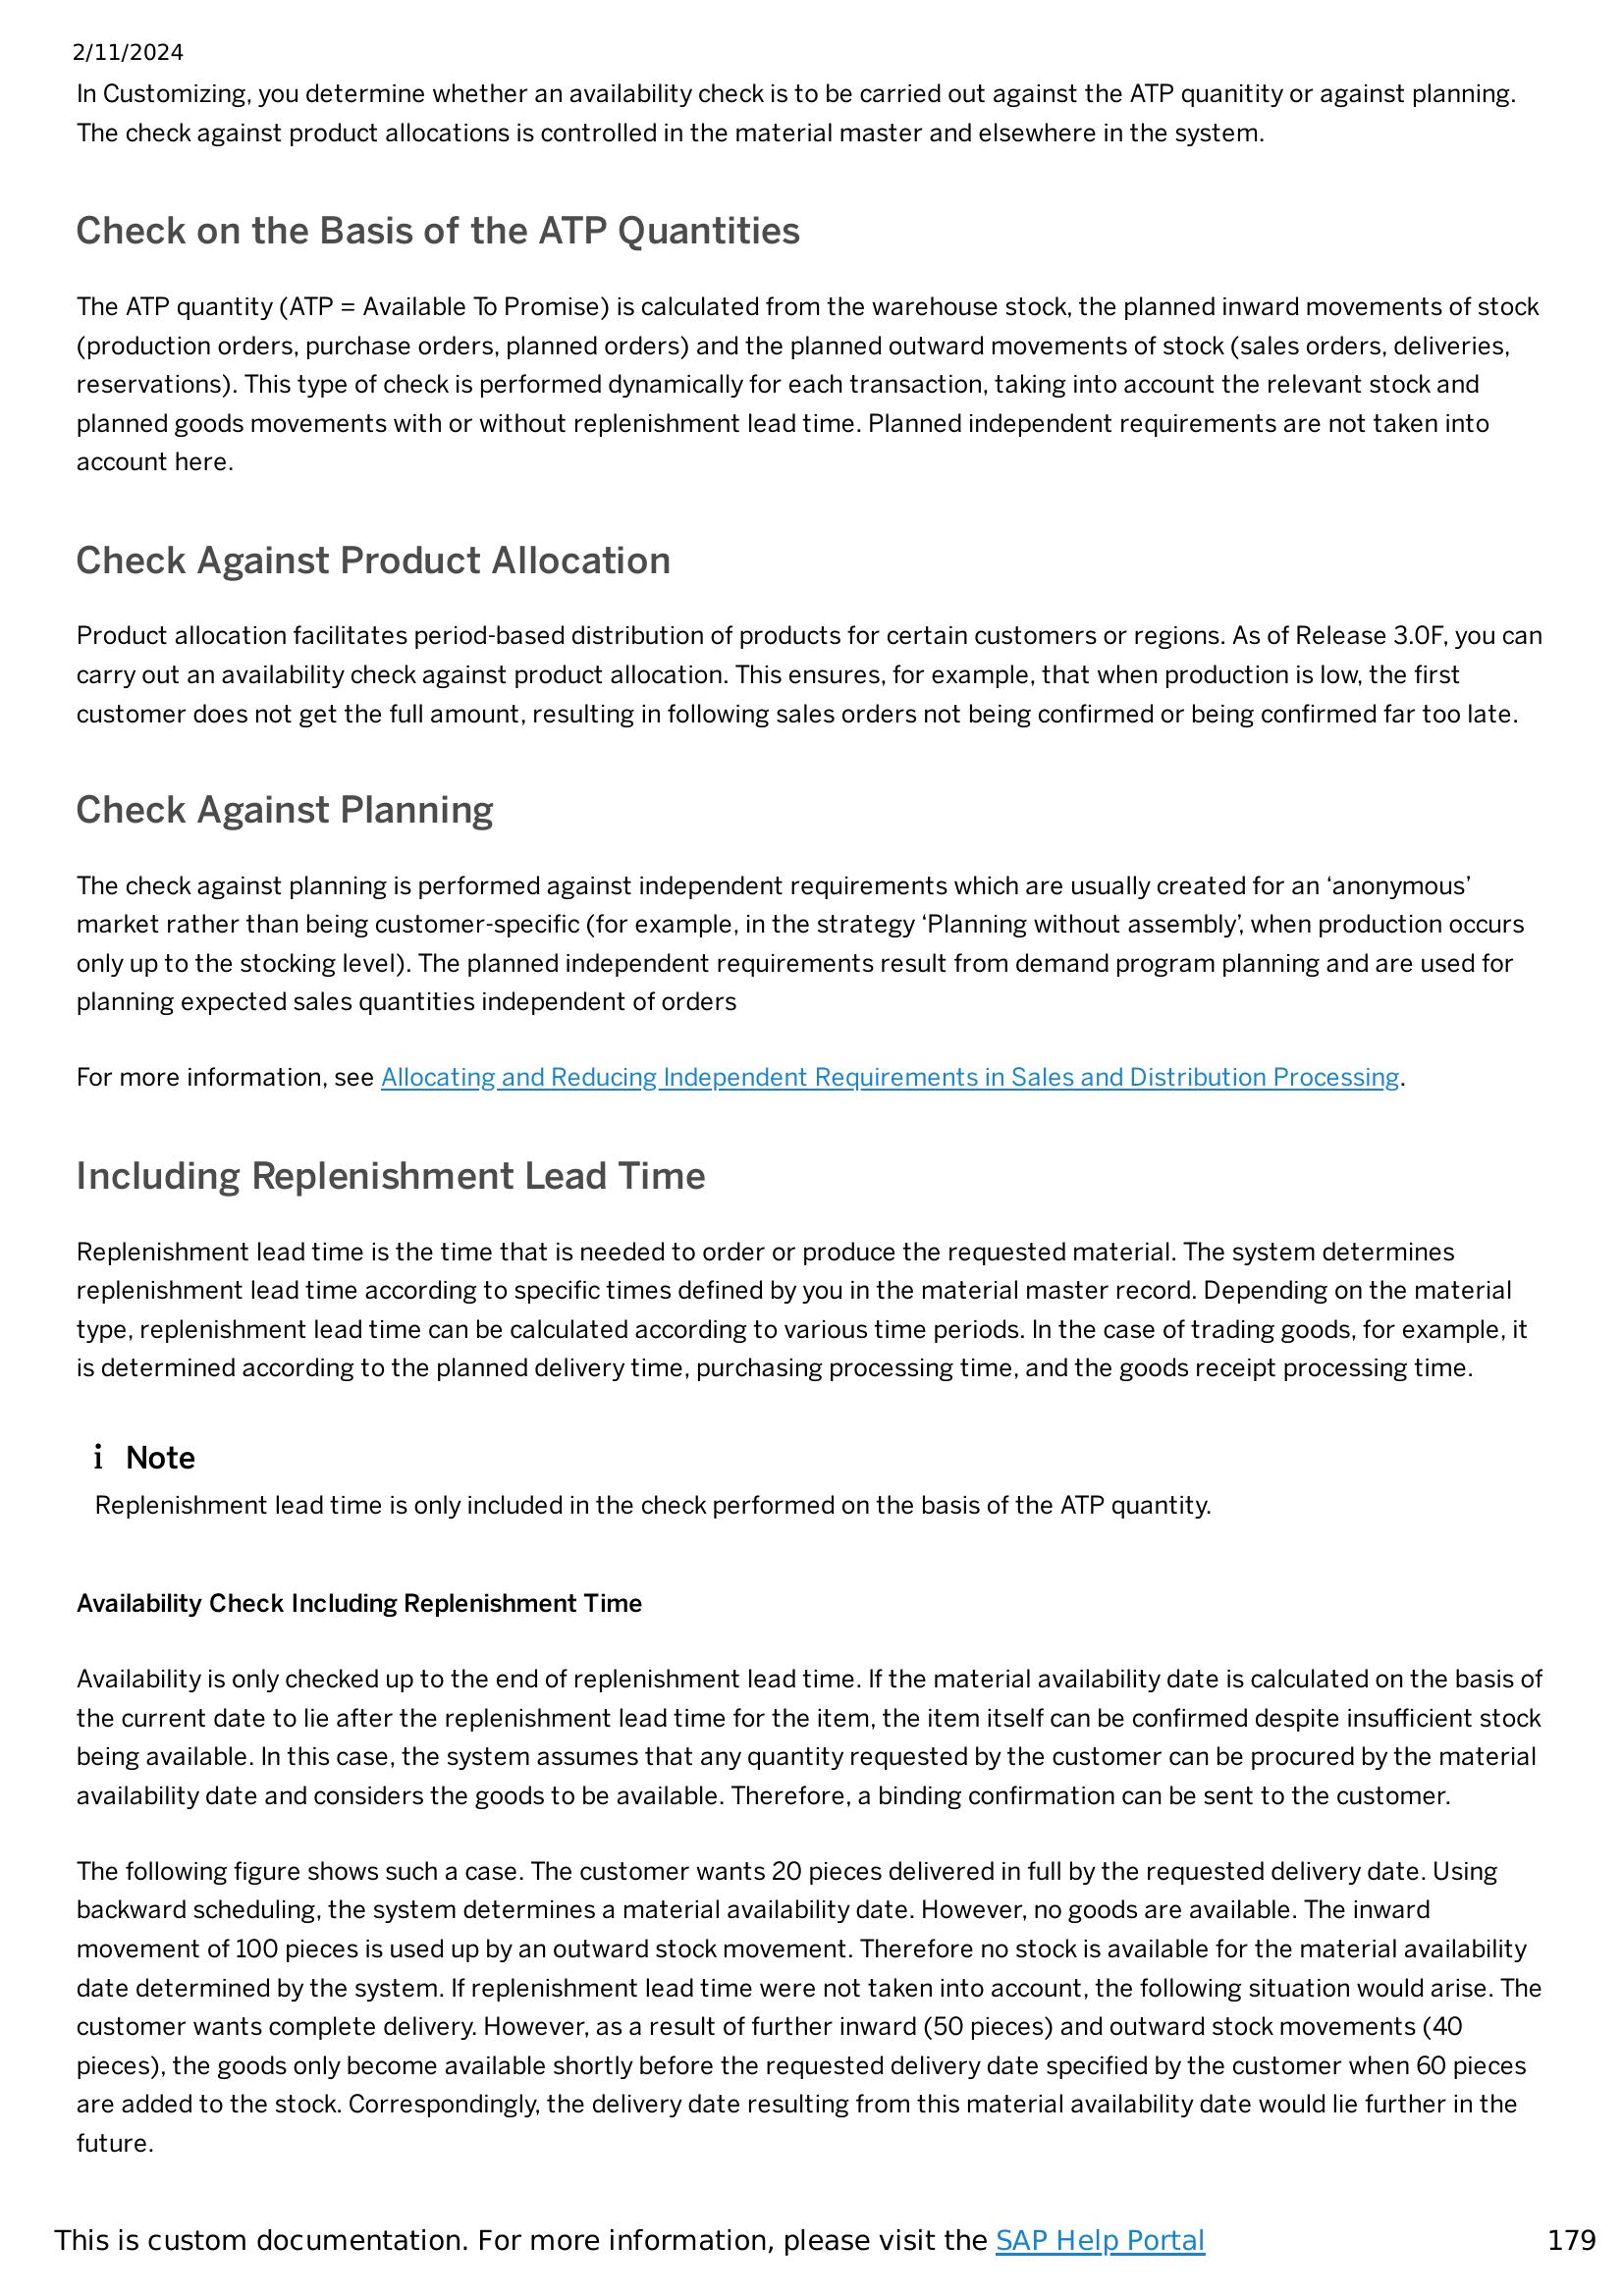 2/11/2024
In Customizing, you determine whether an availability check is to be carried out against the ATP quanitity or against planning.
The check against product allocations is controlled in the material master and elsewhere in the system.
Check on the Basis of the ATP Quantities
The ATP quantity (ATP = Available To Promise) is calculated from the warehouse stock, the planned inward movements of stock
(production orders, purchase orders, planned orders) and the planned outward movements of stock (sales orders, deliveries,
reservations). This type of check is performed dynamically for each transaction, taking into account the relevant stock and
planned goods movements with or without replenishment lead time. Planned independent requirements are not taken into
account here.
Check Against Product Allocation
Product allocation facilitates period-based distribution of products for certain customers or regions. As of Release 3.0F, you can
carry out an availability check against product allocation. This ensures, for example, that when production is low, the first
customer does not get the full amount, resulting in following sales orders not being confirmed or being confirmed far too late.
Check Against Planning
The check against planning is performed against independent requirements which are usually created for an ‘anonymous’
market rather than being customer-specific (for example, in the strategy ‘Planning without assembly’, when production occurs
only up to the stocking level). The planned independent requirements result from demand program planning and are used for
planning expected sales quantities independent of orders
For more information, see Allocating and Reducing Independent Requirements in Sales and Distribution Processing.
Including Replenishment Lead Time
Replenishment lead time is the time that is needed to order or produce the requested material. The system determines
replenishment lead time according to specific times defined by you in the material master record. Depending on the material
type, replenishment lead time can be calculated according to various time periods. In the case of trading goods, for example, it
is determined according to the planned delivery time, purchasing processing time, and the goods receipt processing time.
i Note
Replenishment lead time is only included in the check performed on the basis of the ATP quantity.
Availability Check Including Replenishment Time
Availability is only checked up to the end of replenishment lead time. If the material availability date is calculated on the basis of
the current date to lie after the replenishment lead time for the item, the item itself can be confirmed despite insufficient stock
being available. In this case, the system assumes that any quantity requested by the customer can be procured by the material
availability date and considers the goods to be available. Therefore, a binding confirmation can be sent to the customer.
The following figure shows such a case. The customer wants 20 pieces delivered in full by the requested delivery date. Using
backward scheduling, the system determines a material availability date. However, no goods are available. The inward
movement of 100 pieces is used up by an outward stock movement. Therefore no stock is available for the material availability
date determined by the system. If replenishment lead time were not taken into account, the following situation would arise. The
customer wants complete delivery. However, as a result of further inward (50 pieces) and outward stock movements (40
pieces), the goods only become available shortly before the requested delivery date specified by the customer when 60 pieces
are added to the stock. Correspondingly, the delivery date resulting from this material availability date would lie further in the
future.
This is custom documentation. For more information, please visit the SAP Help Portal 179